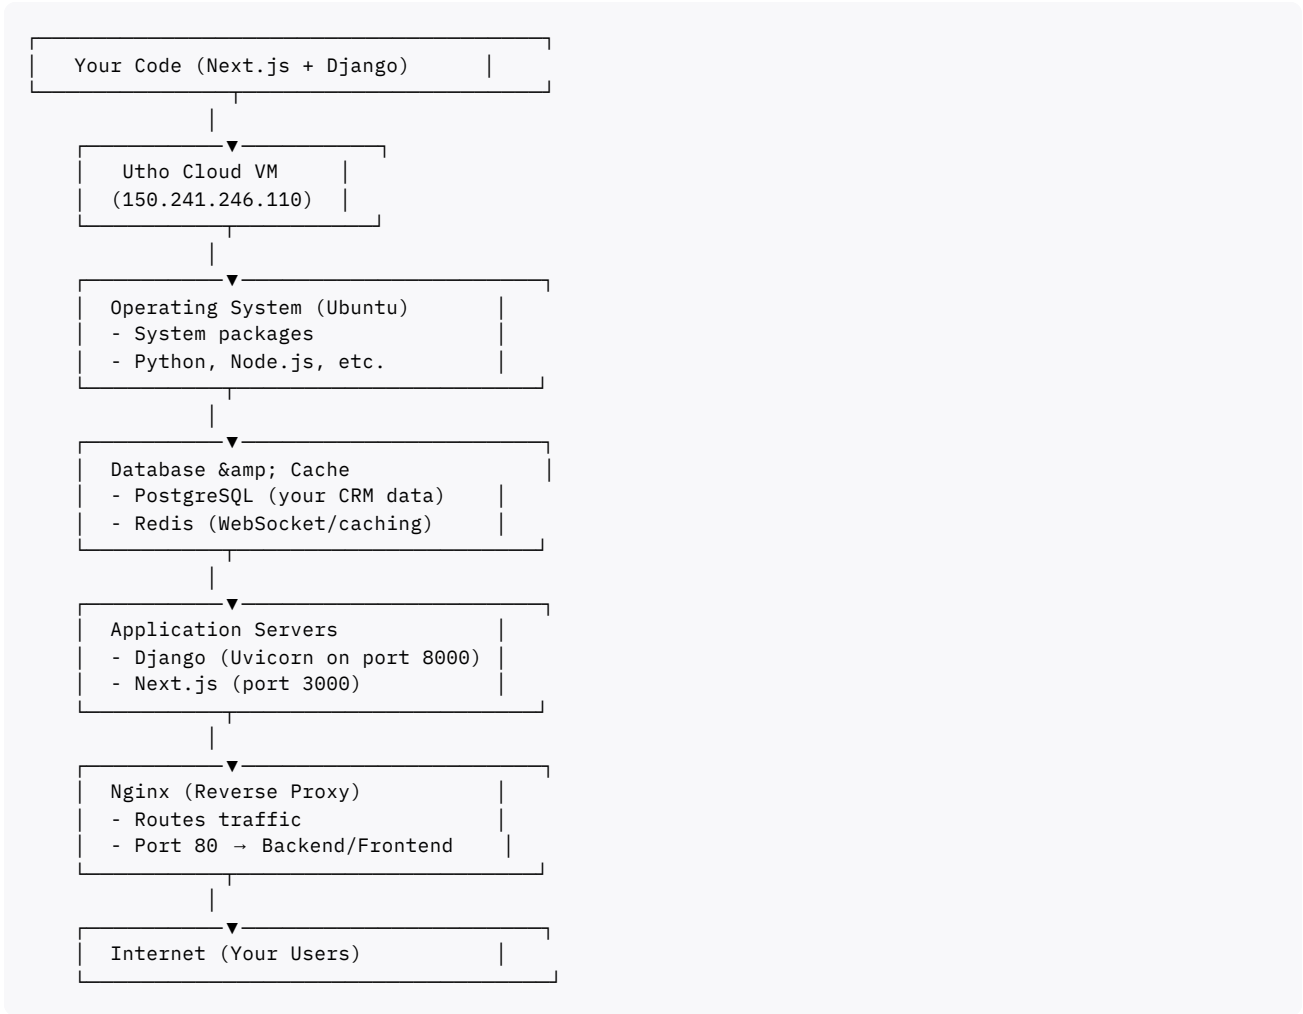 Your Code (Next.js + Django)
Utho Cloud VM
(150.241.246.110)
Operating System (Ubuntu)
- System packages
- Python, Node.js, etc.
Database &amp; Cache
- PostgreSQL (your CRM data)
- Redis (WebSocket/caching)
Application Servers
- Django (Uvicorn on port 8000)
- Next.js (port 3000)
Nginx (Reverse Proxy)
- Routes traffic
- Port 80 → Backend/Frontend
Internet (Your Users)